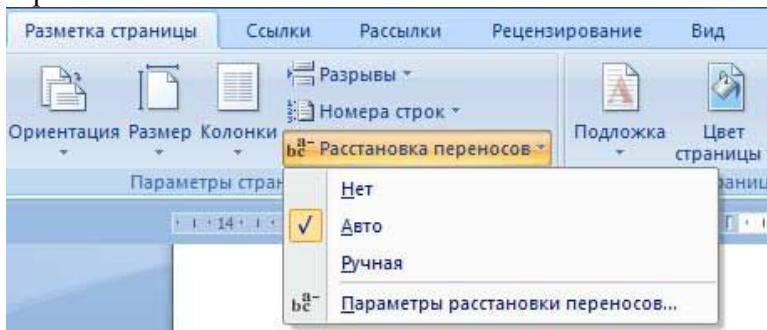 Разметка страницы Ссылки Рассылки Рецензирование Вид
Разрывы
Номера строк
Ориентация Размер Колонки
Расстановка переносов
Подложка Цвет страницы
Параметры стран
Нет
14
Авто
Ручная
Параметры расстановки переносов...